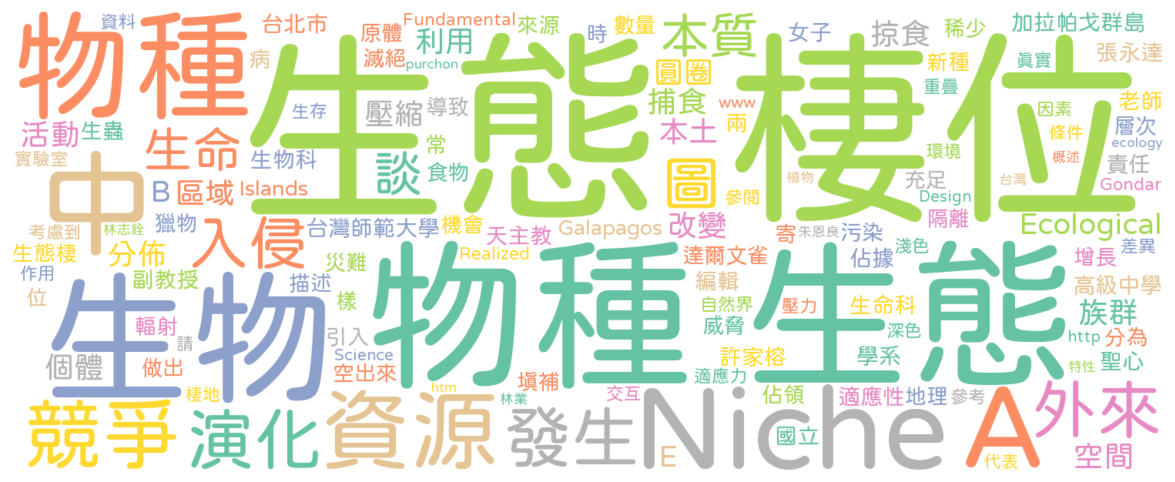 物種
資料
台北市
原體
Fundamental
來源
時
數量
本質
女子
掠食
稀少
加拉帕戈群島
病
滅絕
利用
purchon
圓圈
新種
眞實
張永達
生態棲位
生存
壓縮
導致
捕食
www
兩
重疊
因素
老師
活動
生蟲
生命
生物科
談
常
食物
本土
環境
條件
層次
ecology
實驗室
中
B
區域
Islands
圖
參閱
植物
充足
概述
台灣
責任
Gondar
Design
獵物
考慮到
林志銓
入侵
台灣師範大學
機會
天主教
Galapagos
改變
寄
朱恩良
污染
隔離
Ecological
生態棲
分佈
作用
副教授
描述
災難
樣
Realized
達爾文雀
佔據
淺色
增長
差異
位
生物
物種
生態
編輯
自然界
壓力
生命科
高級中學
輻射
請
引入
威脅
深色
族群
http
分為
個體
做出
Science
空出來
塡補
適應力
許家榕
學系
特性
聖心
棲地
htm
林業
交互
佔領
適應性
地理
參考
競爭
演化
資源
發生
Niche
E
國立
A
代表
外來
空間